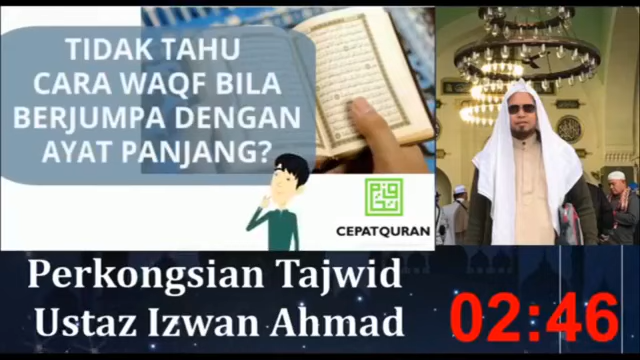 TIDAK TAHU
CARA WAQF BILA
BERJUMPA DENGAN
AYAT PANJANG?
CEPATQURAN
Perkongsian Tajwid
Ustaz Izwan Ahmad
02:46